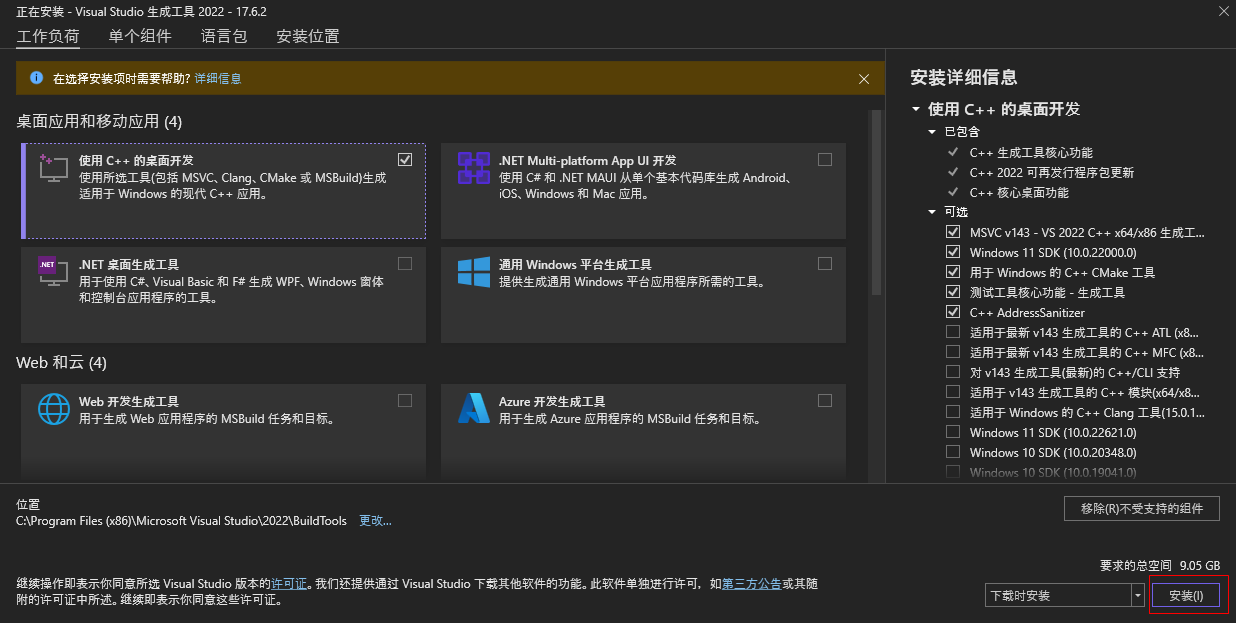 正在安装 - Visual Studio 生成工具 2022 - 17.6.2
工作负荷 单个组件 语言包 安装位置
在选择安装项时需要帮助? 详细信息
桌面应用和移动应用 (4)
使用 C++ 的桌面开发
使用所选工具(包括 MSVC、Clang、CMake 或 MSBuild)生成
适用于 Windows 的现代 C++ 应用。
.NET Multi-platform App UI 开发
使用 C# 和 .NET MAUI 从单个基本代码库生成 Android、
iOS、Windows 和 Mac 应用。
.NET
.NET 桌面生成工具
用于使用 C#、Visual Basic 和 F# 生成 WPF、Windows 窗体
和控制台应用程序的工具。
通用 Windows 平台生成工具
提供生成通用 Windows 平台应用程序所需的工具。
Web 和云 (4)
Web 开发生成工具
用于生成 Web 应用程序的 MSBuild 任务和目标。
Azure 开发生成工具
用于生成 Azure 应用程序的 MSBuild 任务和目标。
安装详细信息
使用 C++ 的桌面开发
已包含
C++ 生成工具核心功能
C++ 2022 可再发行程序包更新
C++ 核心桌面功能
可选
MSVC v143 - VS 2022 C++ x64/x86 生成工...
Windows 11 SDK (10.0.22000.0)
用于 Windows 的 C++ CMake 工具
测试工具核心功能 - 生成工具
C++ AddressSanitizer
适用于最新 v143 生成工具的 C++ ATL (x8...
适用于最新 v143 生成工具的 C++ MFC (x8...
对 v143 生成工具(最新)的 C++/CLI 支持
适用于 v143 生成工具的 C++ 模块(x64/x8...
适用于 Windows 的 C++ Clang 工具(15.0.1...
Windows 11 SDK (10.0.22621.0)
Windows 10 SDK (10.0.20348.0)
Windows 10 SDK (10.0.19041.0)
位置
C:\Program Files (x86)\Microsoft Visual Studio\2022\BuildTools 更改...
移除(R)不受支持的组件
要求的总空间 9.05 GB
继续操作即表示你同意所选 Visual Studio 版本的许可证。我们还提供通过 Visual Studio 下载其他软件的功能。此软件单独进行许可，如第三方公告或其随
附的许可证中所述。继续即表示你同意这些许可证。
下载时安装
安装(I)